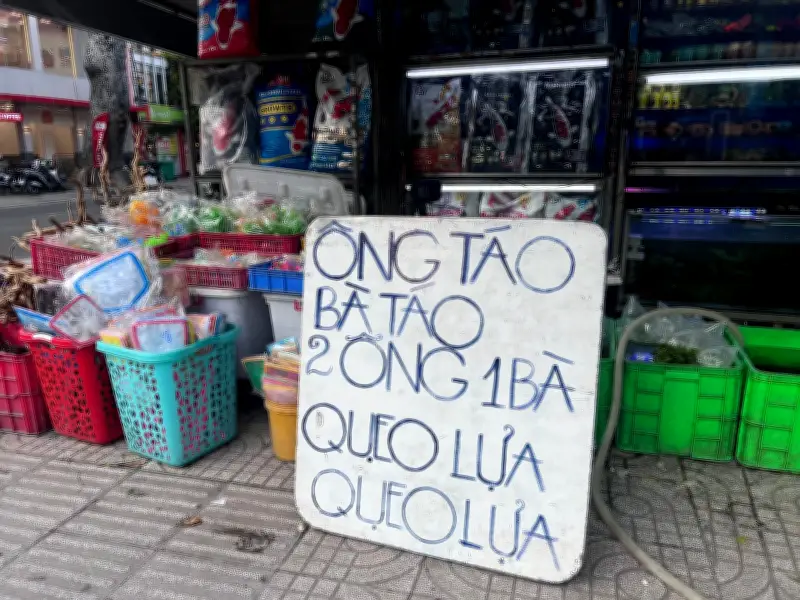 ÔNG TÁO
BÀ TÁO
2 ÔNG 1 BÀ
QUẸO LỬA
QUẸO LỬA